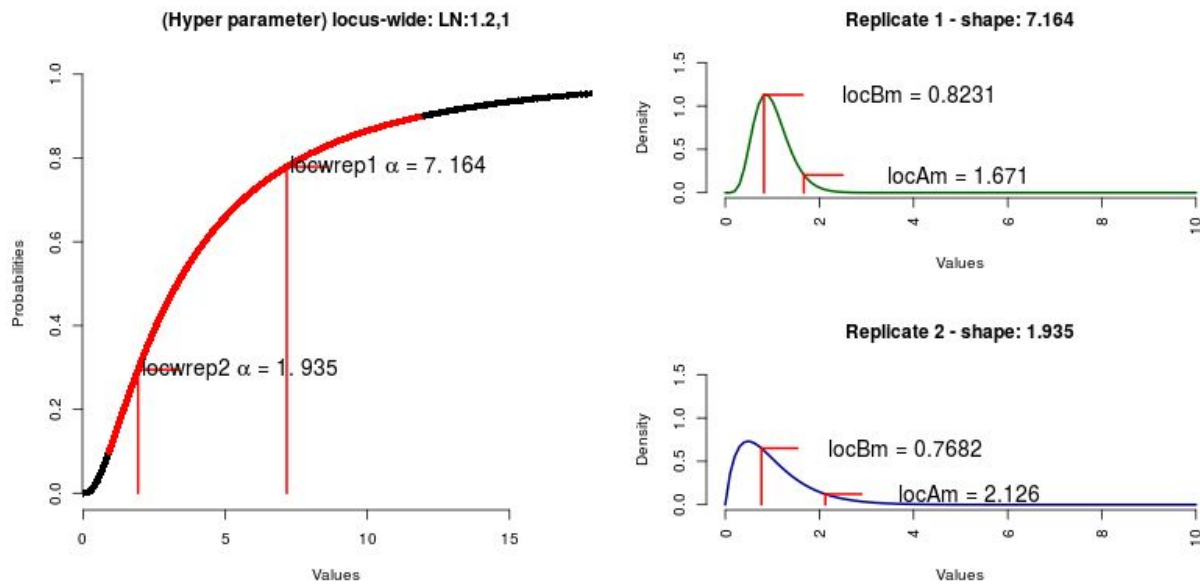 (Hyper parameter) locus-wide: LN:1.2,1
Probabilities
1.0
0.8
0.6
0.4
0.2
0.0
locwrep1 α = 7. 164
locwrep2 α = 1. 935
0 5 10 15
Values
Replicate 1 - shape: 7.164
Density
1.5
1.0
0.5
0.0
locBm = 0.8231
locAm = 1.671
0 2 4 6 8 10
Values
Replicate 2 - shape: 1.935
Density
1.5
1.0
0.5
0.0
locBm = 0.7682
locAm = 2.126
0 2 4 6 8 10
Values